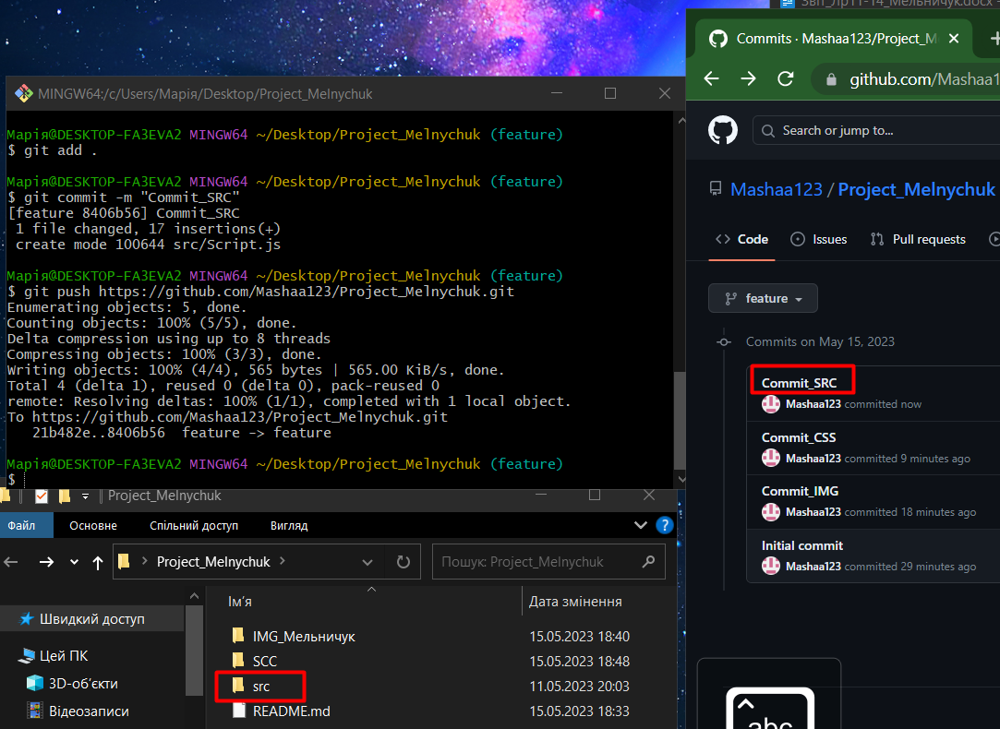 Звіт_Лр11-14_Мельничук.docx -
MINGW64:/c/Users/Марія/Desktop/Project_Melnychuk
Марія@DESKTOP-FA3EVA2 MINGW64 ~/Desktop/Project_Melnychuk (feature)
$ git add .
Марія@DESKTOP-FA3EVA2 MINGW64 ~/Desktop/Project_Melnychuk (feature)
$ git commit -m "Commit_SRC"
[feature 8406b56] Commit_SRC
1 file changed, 17 insertions(+)
create mode 100644 src/Script.js
Марія@DESKTOP-FA3EVA2 MINGW64 ~/Desktop/Project_Melnychuk (feature)
$ git push https://github.com/Mashaa123/Project_Melnychuk.git
Enumerating objects: 5, done.
Counting objects: 100% (5/5), done.
Delta compression using up to 8 threads
Compressing objects: 100% (3/3), done.
Writing objects: 100% (4/4), 565 bytes | 565.00 KiB/s, done.
Total 4 (delta 1), reused 0 (delta 0), pack-reused 0
remote: Resolving deltas: 100% (1/1), completed with 1 local object.
To https://github.com/Mashaa123/Project_Melnychuk.git
21b482e..8406b56  feature -> feature
Марія@DESKTOP-FA3EVA2 MINGW64 ~/Desktop/Project_Melnychuk (feature)
$
Project_Melnychuk
Файл Основне Спільний доступ Вигляд
Project_Melnychuk
Пошук: Project_Melnychuk
Швидкий доступ
Цей ПК
3D-об'єкти
Відеозаписи
Ім'я Дата змінення
IMG_Мельничук 15.05.2023 18:40
SCC 15.05.2023 18:48
src 11.05.2023 20:03
README.md 15.05.2023 18:33
Commits · Mashaa123/Project_M
github.com/Mashaa1
Search or jump to...
Mashaa123 / Project_Melnychuk
Code Issues Pull requests
feature
Commits on May 15, 2023
Commit_SRC
Mashaa123 committed now
Commit_CSS
Mashaa123 committed 9 minutes ago
Commit_IMG
Mashaa123 committed 18 minutes ago
Initial commit
Mashaa123 committed 29 minutes ago
abc